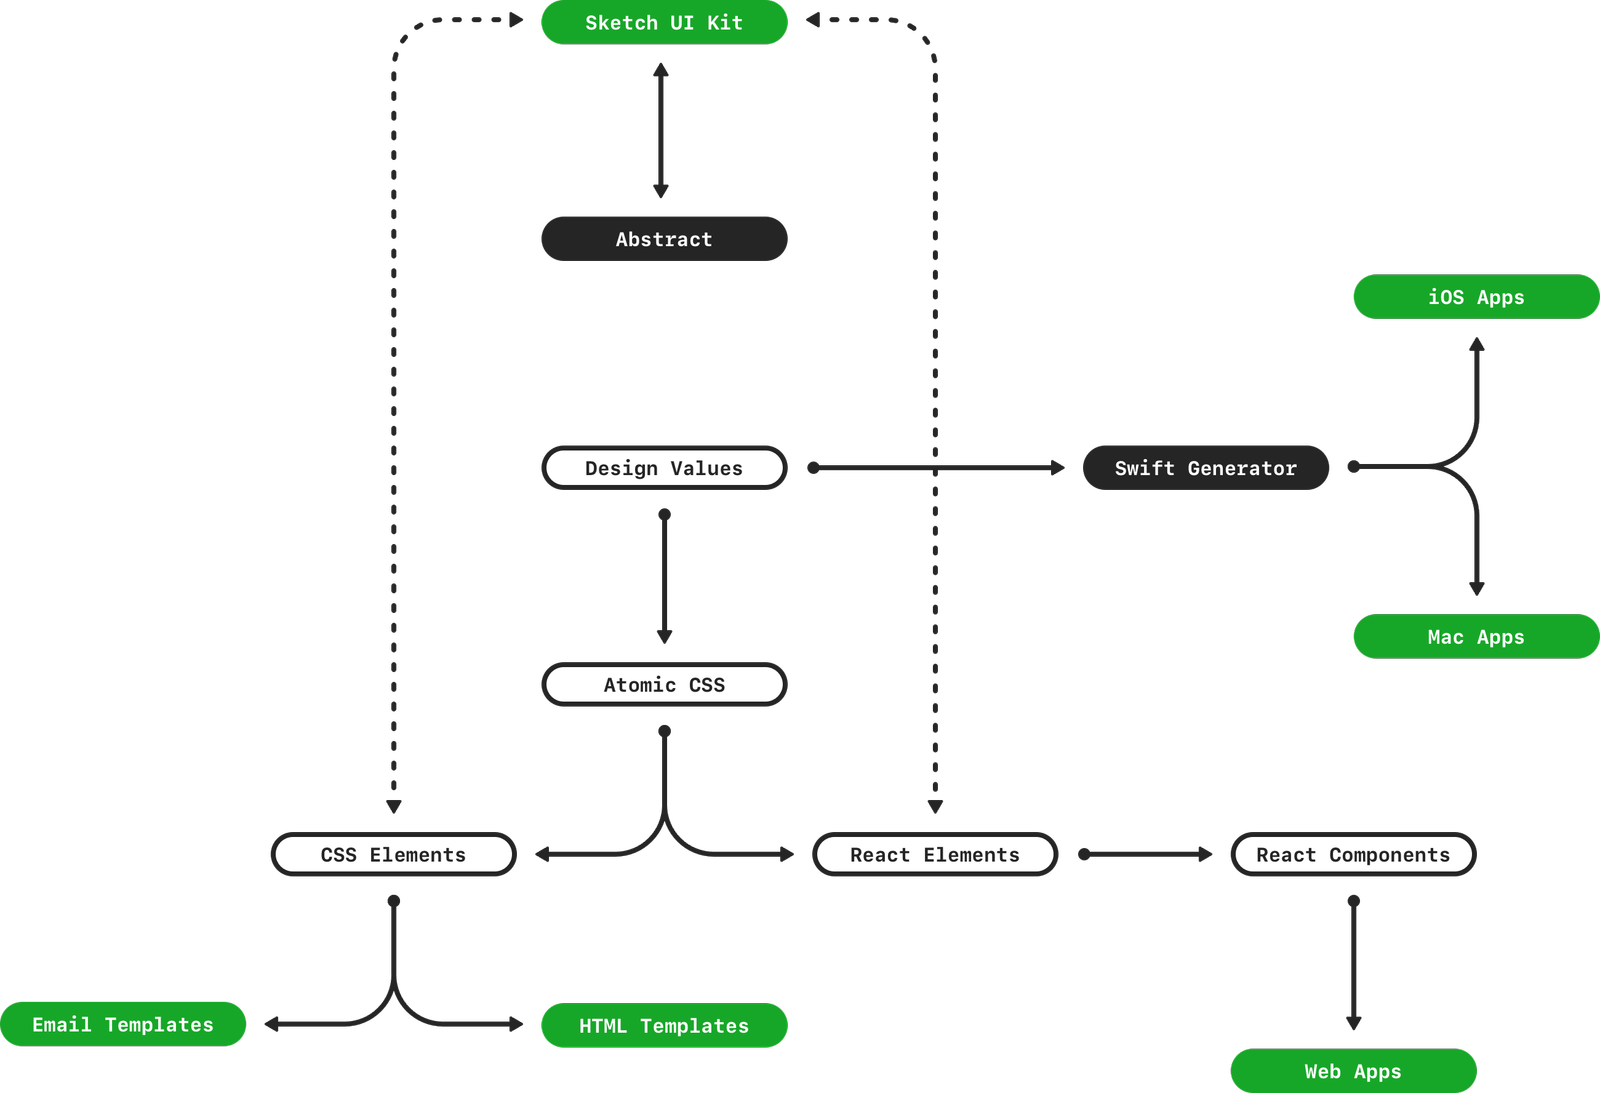 Sketch UI Kit
Abstract
iOS Apps
Design Values
Swift Generator
Mac Apps
Atomic CSS
CSS Elements
React Elements
React Components
Email Templates
HTML Templates
Web Apps